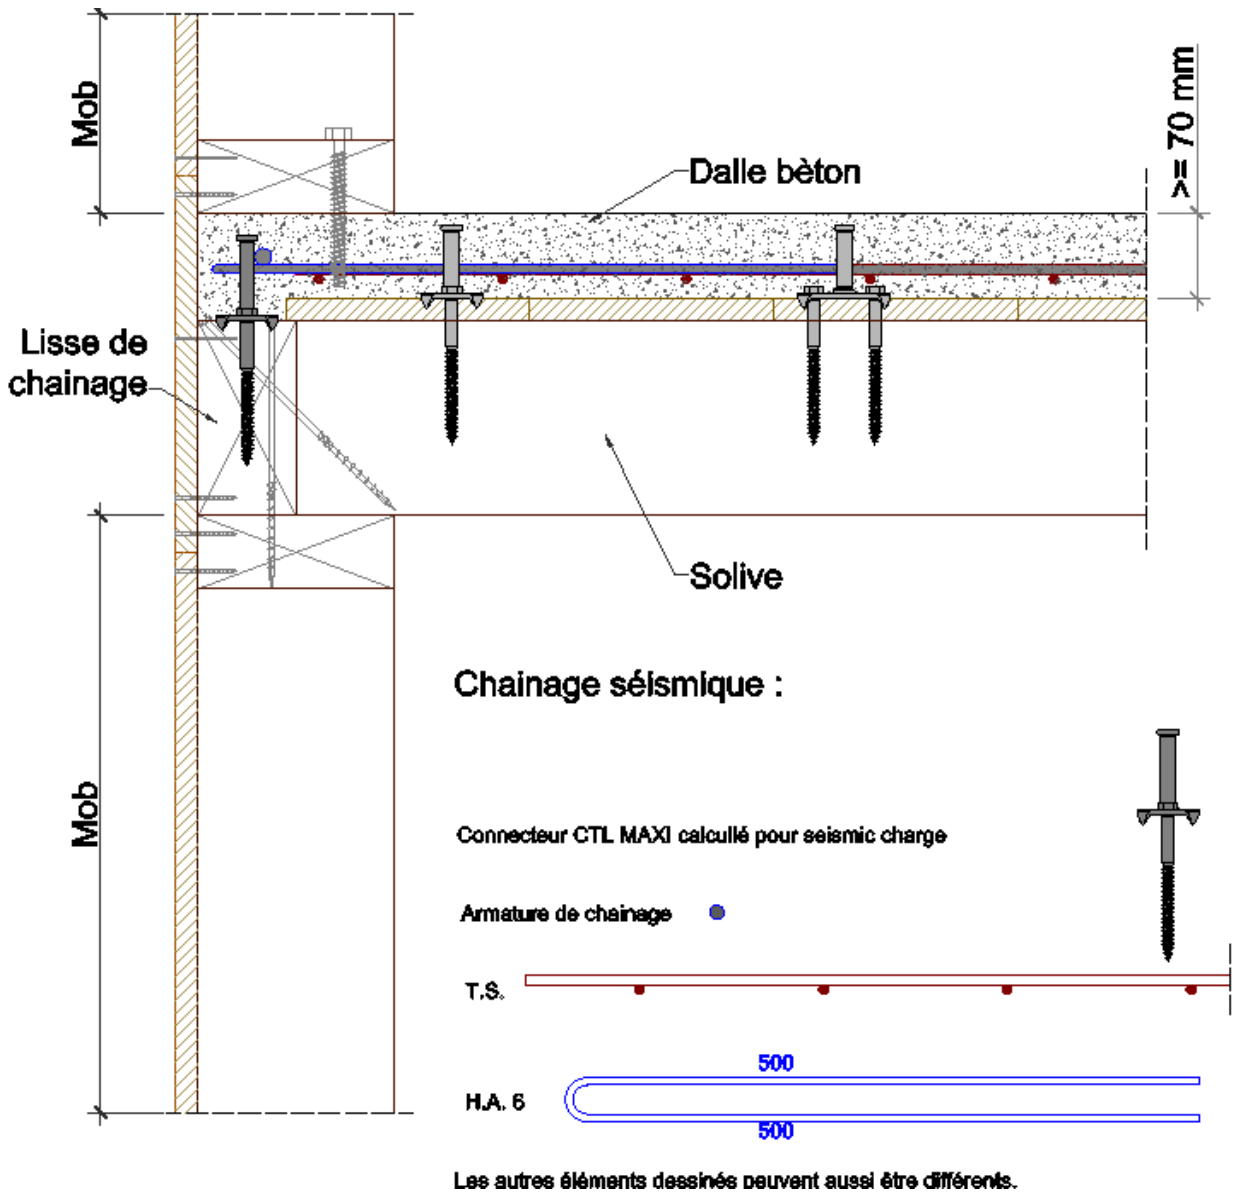 Mob
>= 70 mm
Dalle bèton
Lisse de
chainage
Solive
Mob
Chainage séismique :
Connecteur CTL MAXI calcullé pour seismic charge
Armature de chainage
T.S.
500
H.A. 6
500
Les autres éléments dessinés peuvent aussi être différents.